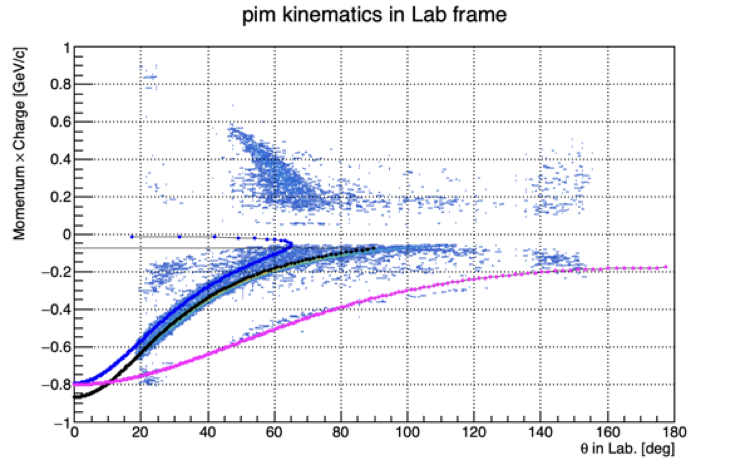 pim kinematics in Lab frame
Momentum × Charge [GeV/c]
1
0.8
0.6
0.4
0.2
0
−0.2
−0.4
−0.6
−0.8
−1
0 20 40 60 80 100 120 140 160 180
θ in Lab. [deg]